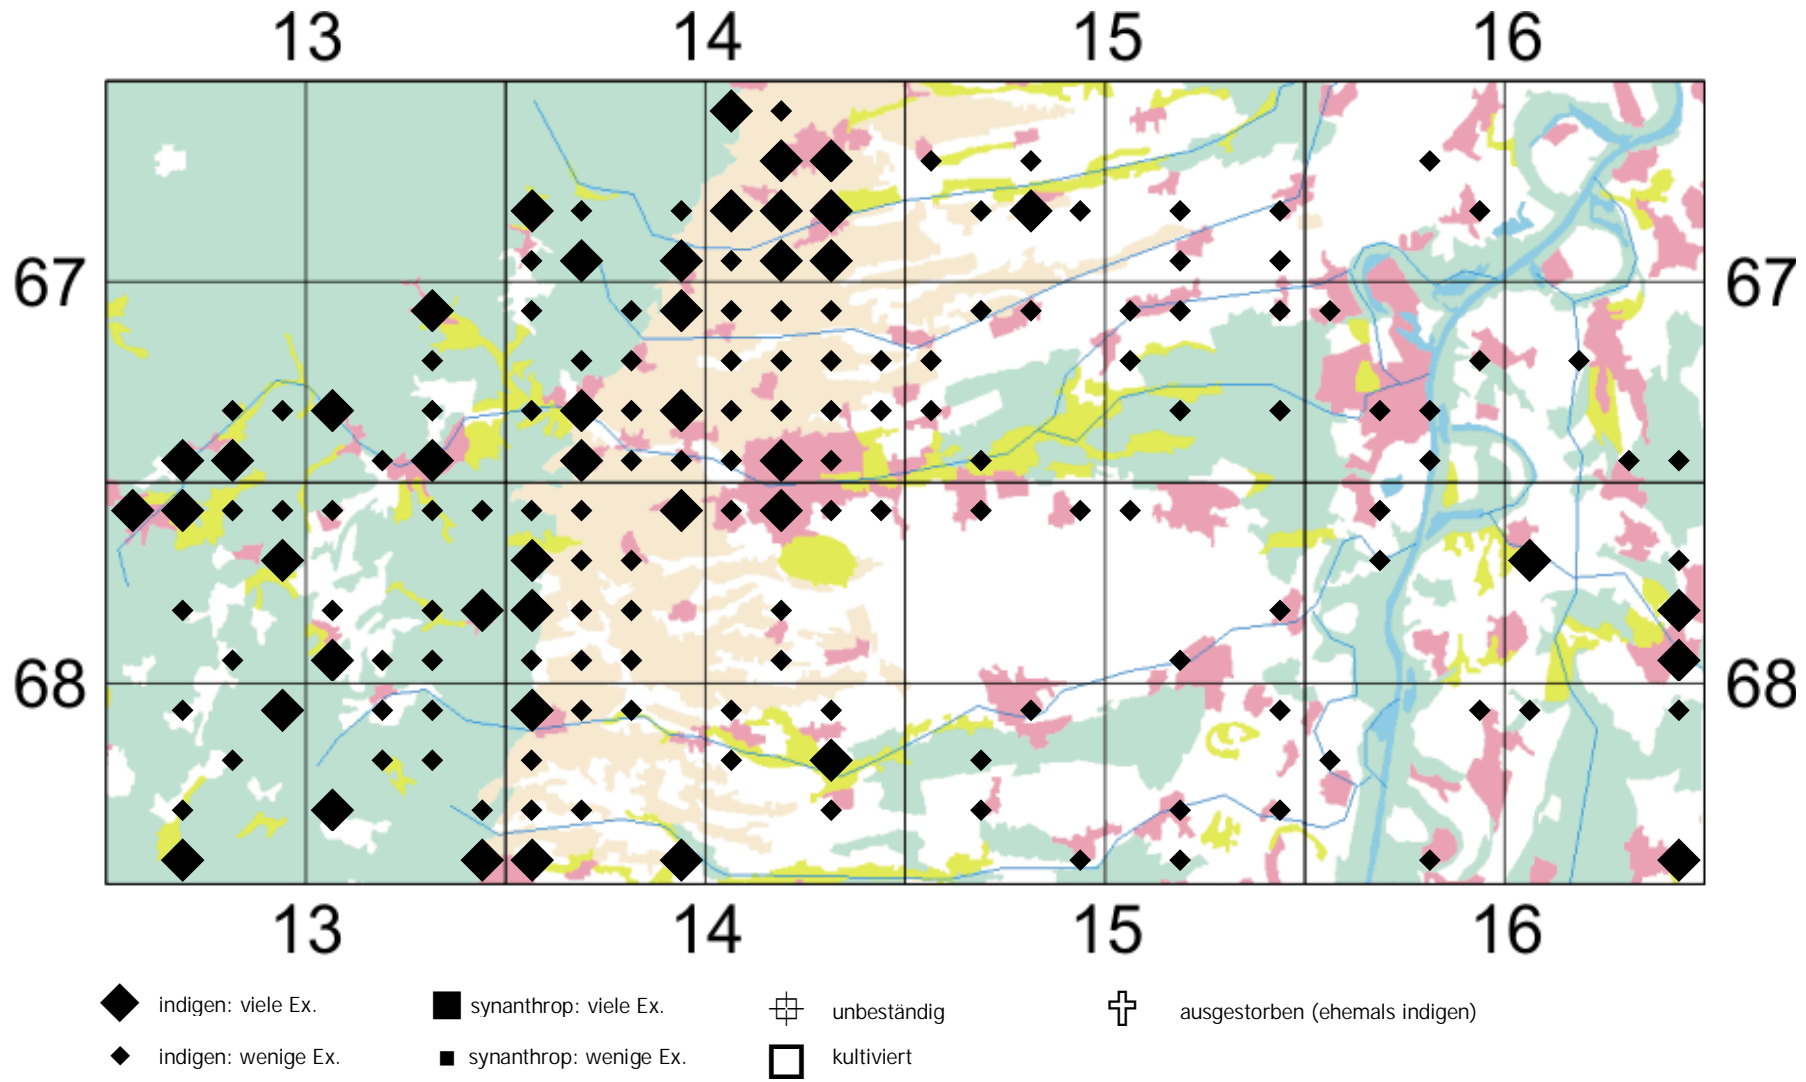 13 14 15 16
67 67
68 68
13 14 15 16
indigen: viele Ex. synanthrop: viele Ex. unbeständig ausgestorben (ehemals indigen)
indigen: wenige Ex. synanthrop: wenige Ex. kultiviert